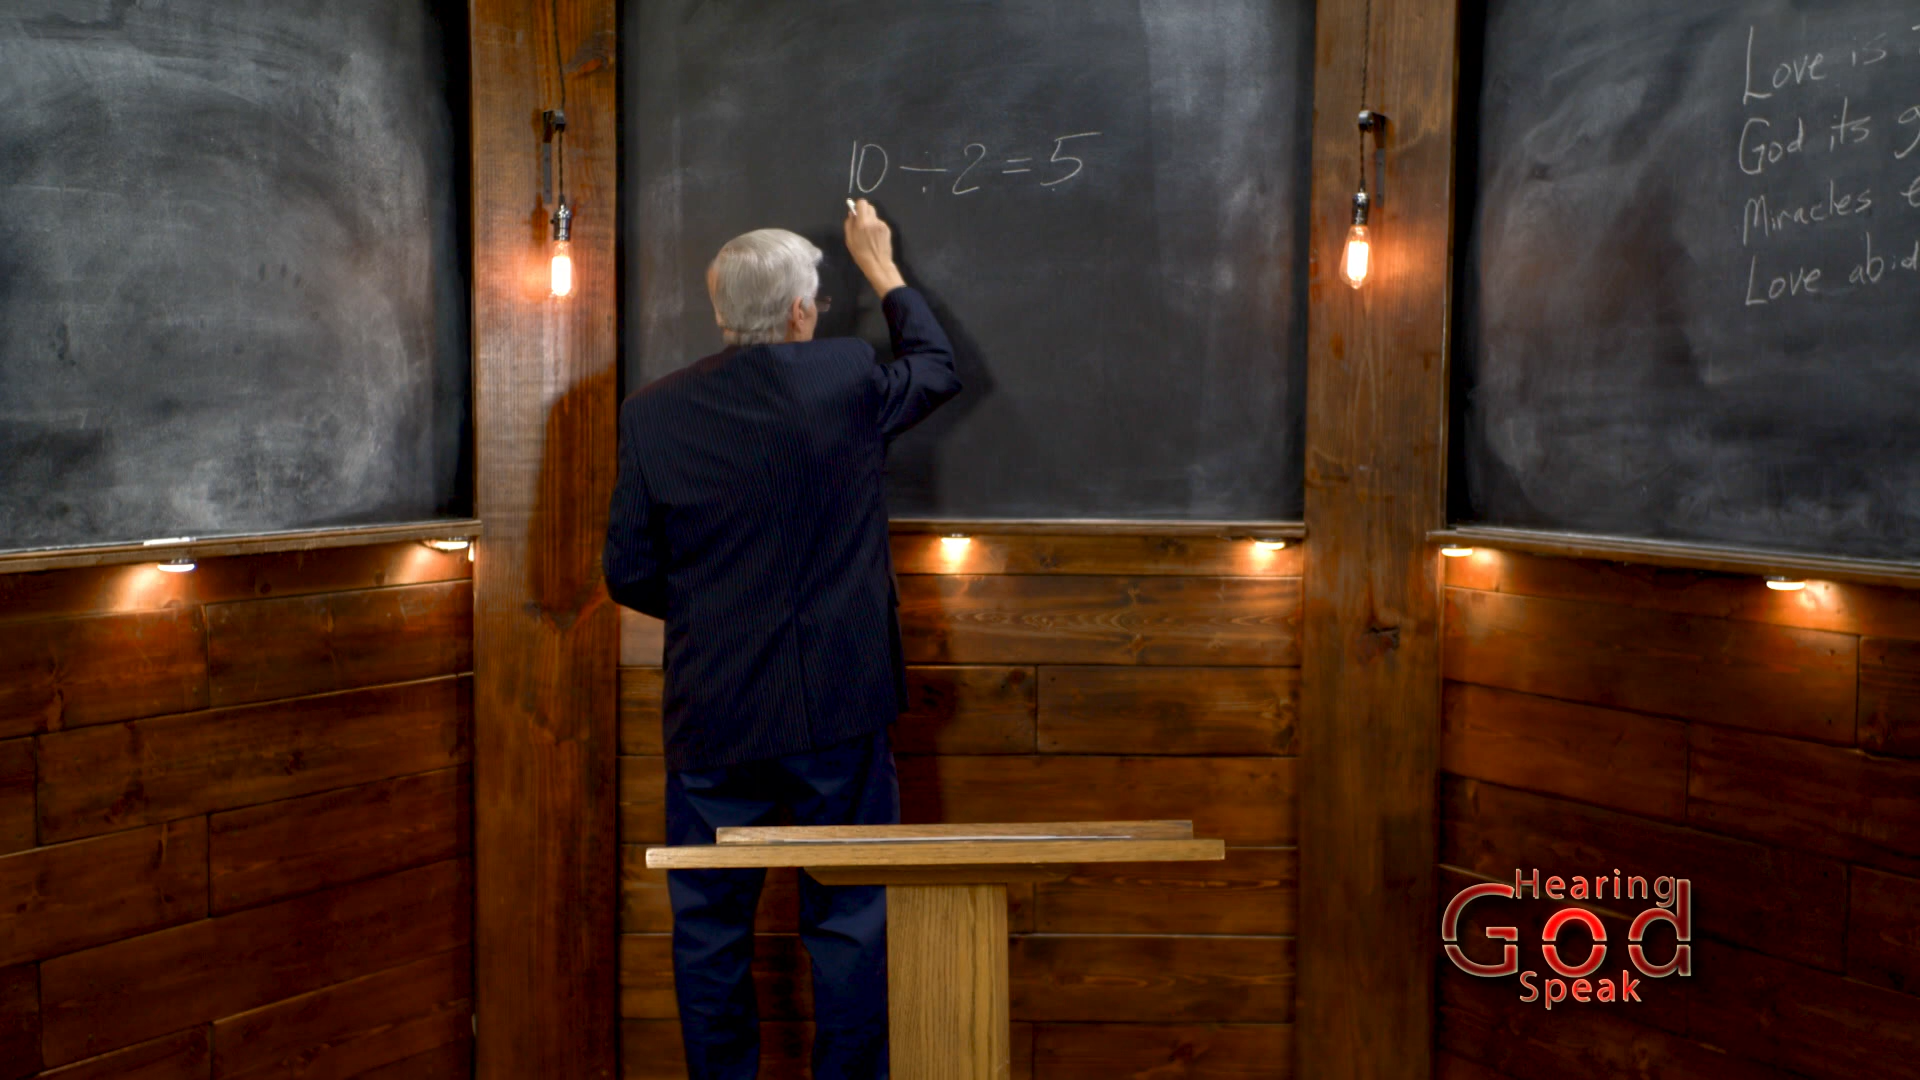 10 ÷ 2 = 5
Love is
God its
Miracles
Love abid
Hearing
God
Speak